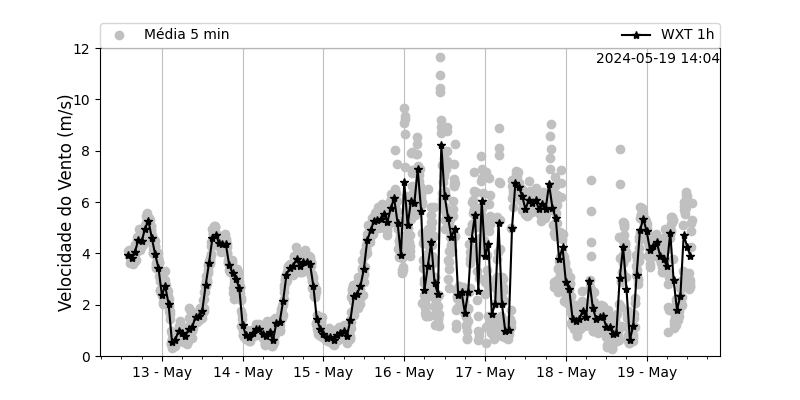 Média 5 min
WXT 1h
2024-05-19 14:04
Velocidade do Vento (m/s)
12
10
8
6
4
2
0
13 - May
14 - May
15 - May
16 - May
17 - May
18 - May
19 - May